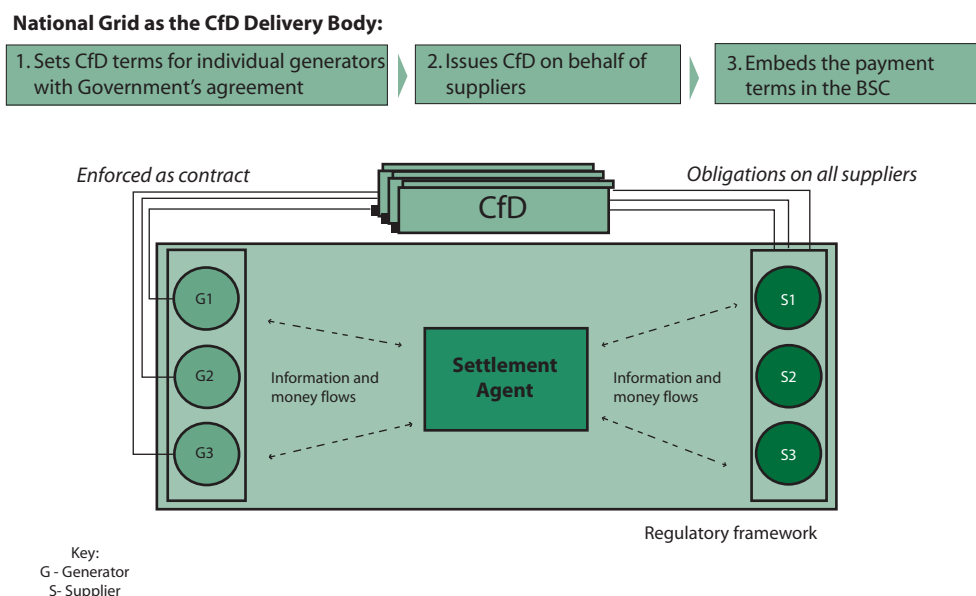 National Grid as the CfD Delivery Body:
1. Sets CfD terms for individual generators
with Government’s agreement
2. Issues CfD on behalf of
suppliers
3. Embeds the payment
terms in the BSC
Enforced as contract
Obligations on all suppliers
CfD
G1
S1
Settlement
Agent
G2
S2
Information and
money flows
Information and
money flows
G3
S3
Regulatory framework
Key:
G - Generator
S- Supplier